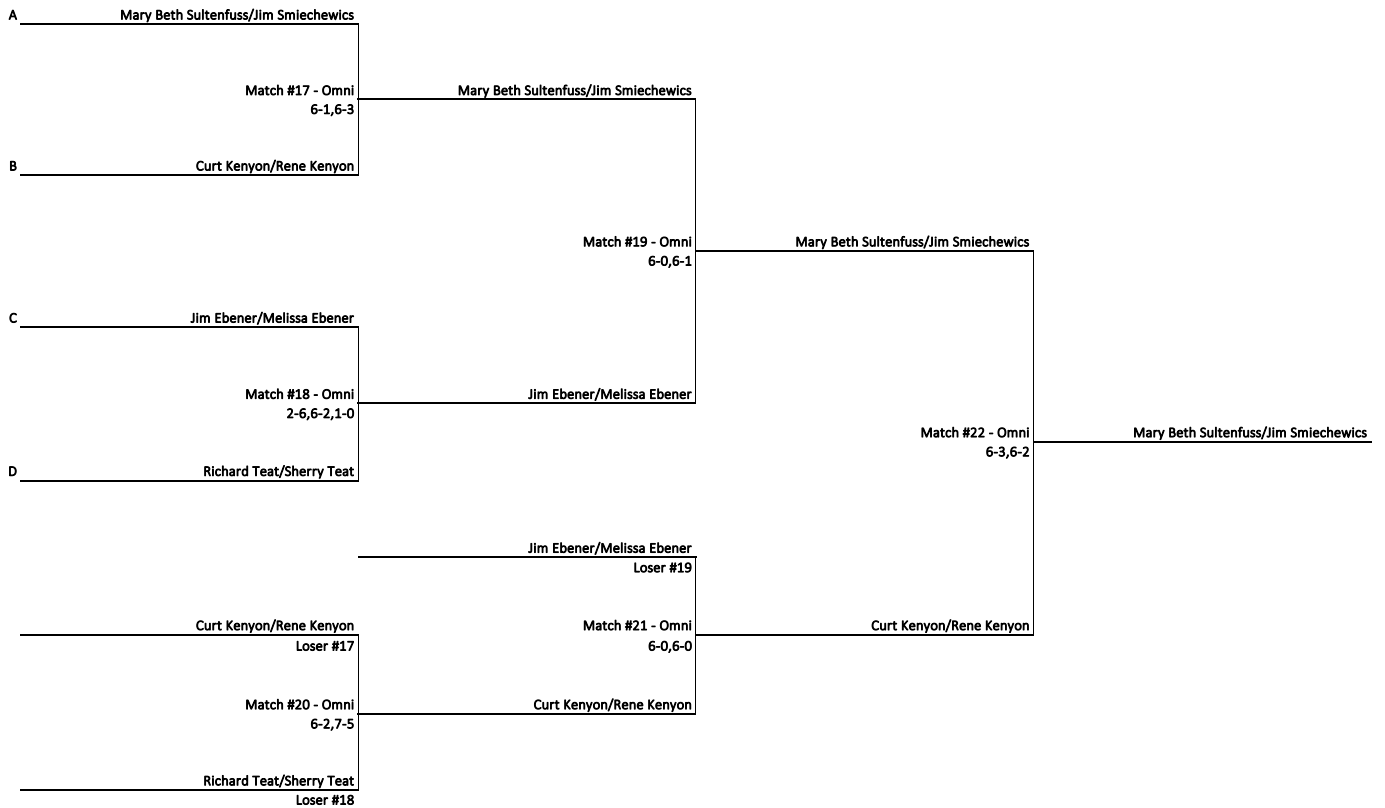 A
Mary Beth Sultenfuss/Jim Smiechewics
Match #17 - Omni
6-1,6-3
Mary Beth Sultenfuss/Jim Smiechewics
B
Curt Kenyon/Rene Kenyon
Match #19 - Omni
6-0,6-1
Mary Beth Sultenfuss/Jim Smiechewics
C
Jim Ebener/Melissa Ebener
Match #18 - Omni
2-6,6-2,1-0
Jim Ebener/Melissa Ebener
Match #22 - Omni
6-3,6-2
Mary Beth Sultenfuss/Jim Smiechewics
D
Richard Teat/Sherry Teat
Jim Ebener/Melissa Ebener
Loser #19
Curt Kenyon/Rene Kenyon
Loser #17
Match #21 - Omni
6-0,6-0
Curt Kenyon/Rene Kenyon
Match #20 - Omni
6-2,7-5
Curt Kenyon/Rene Kenyon
Richard Teat/Sherry Teat
Loser #18